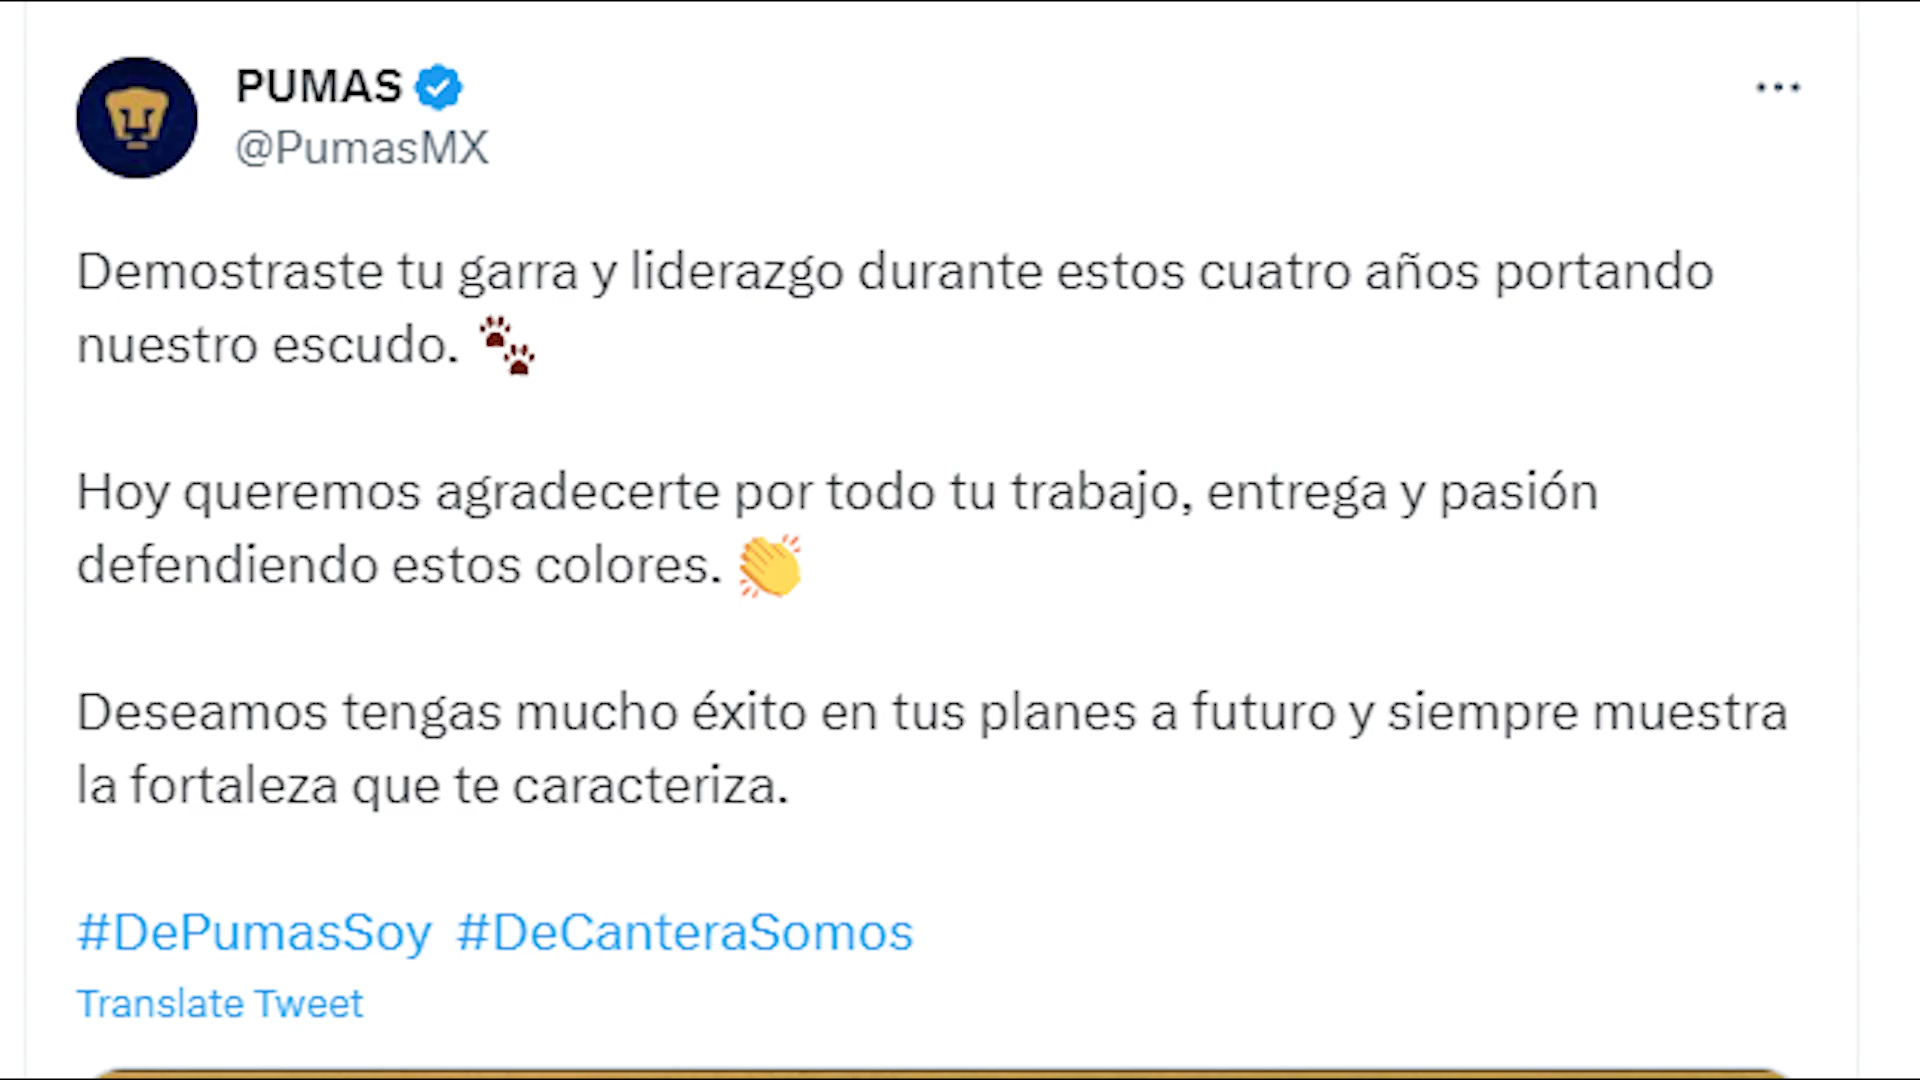 PUMAS
@PumasMX
Demostraste tu garra y liderazgo durante estos cuatro años portando
nuestro escudo. 🐾
Hoy queremos agradecerte por todo tu trabajo, entrega y pasión
defendiendo estos colores. 👏
Deseamos tengas mucho éxito en tus planes a futuro y siempre muestra
la fortaleza que te caracteriza.
#DePumasSoy #DeCanteraSomos
Translate Tweet